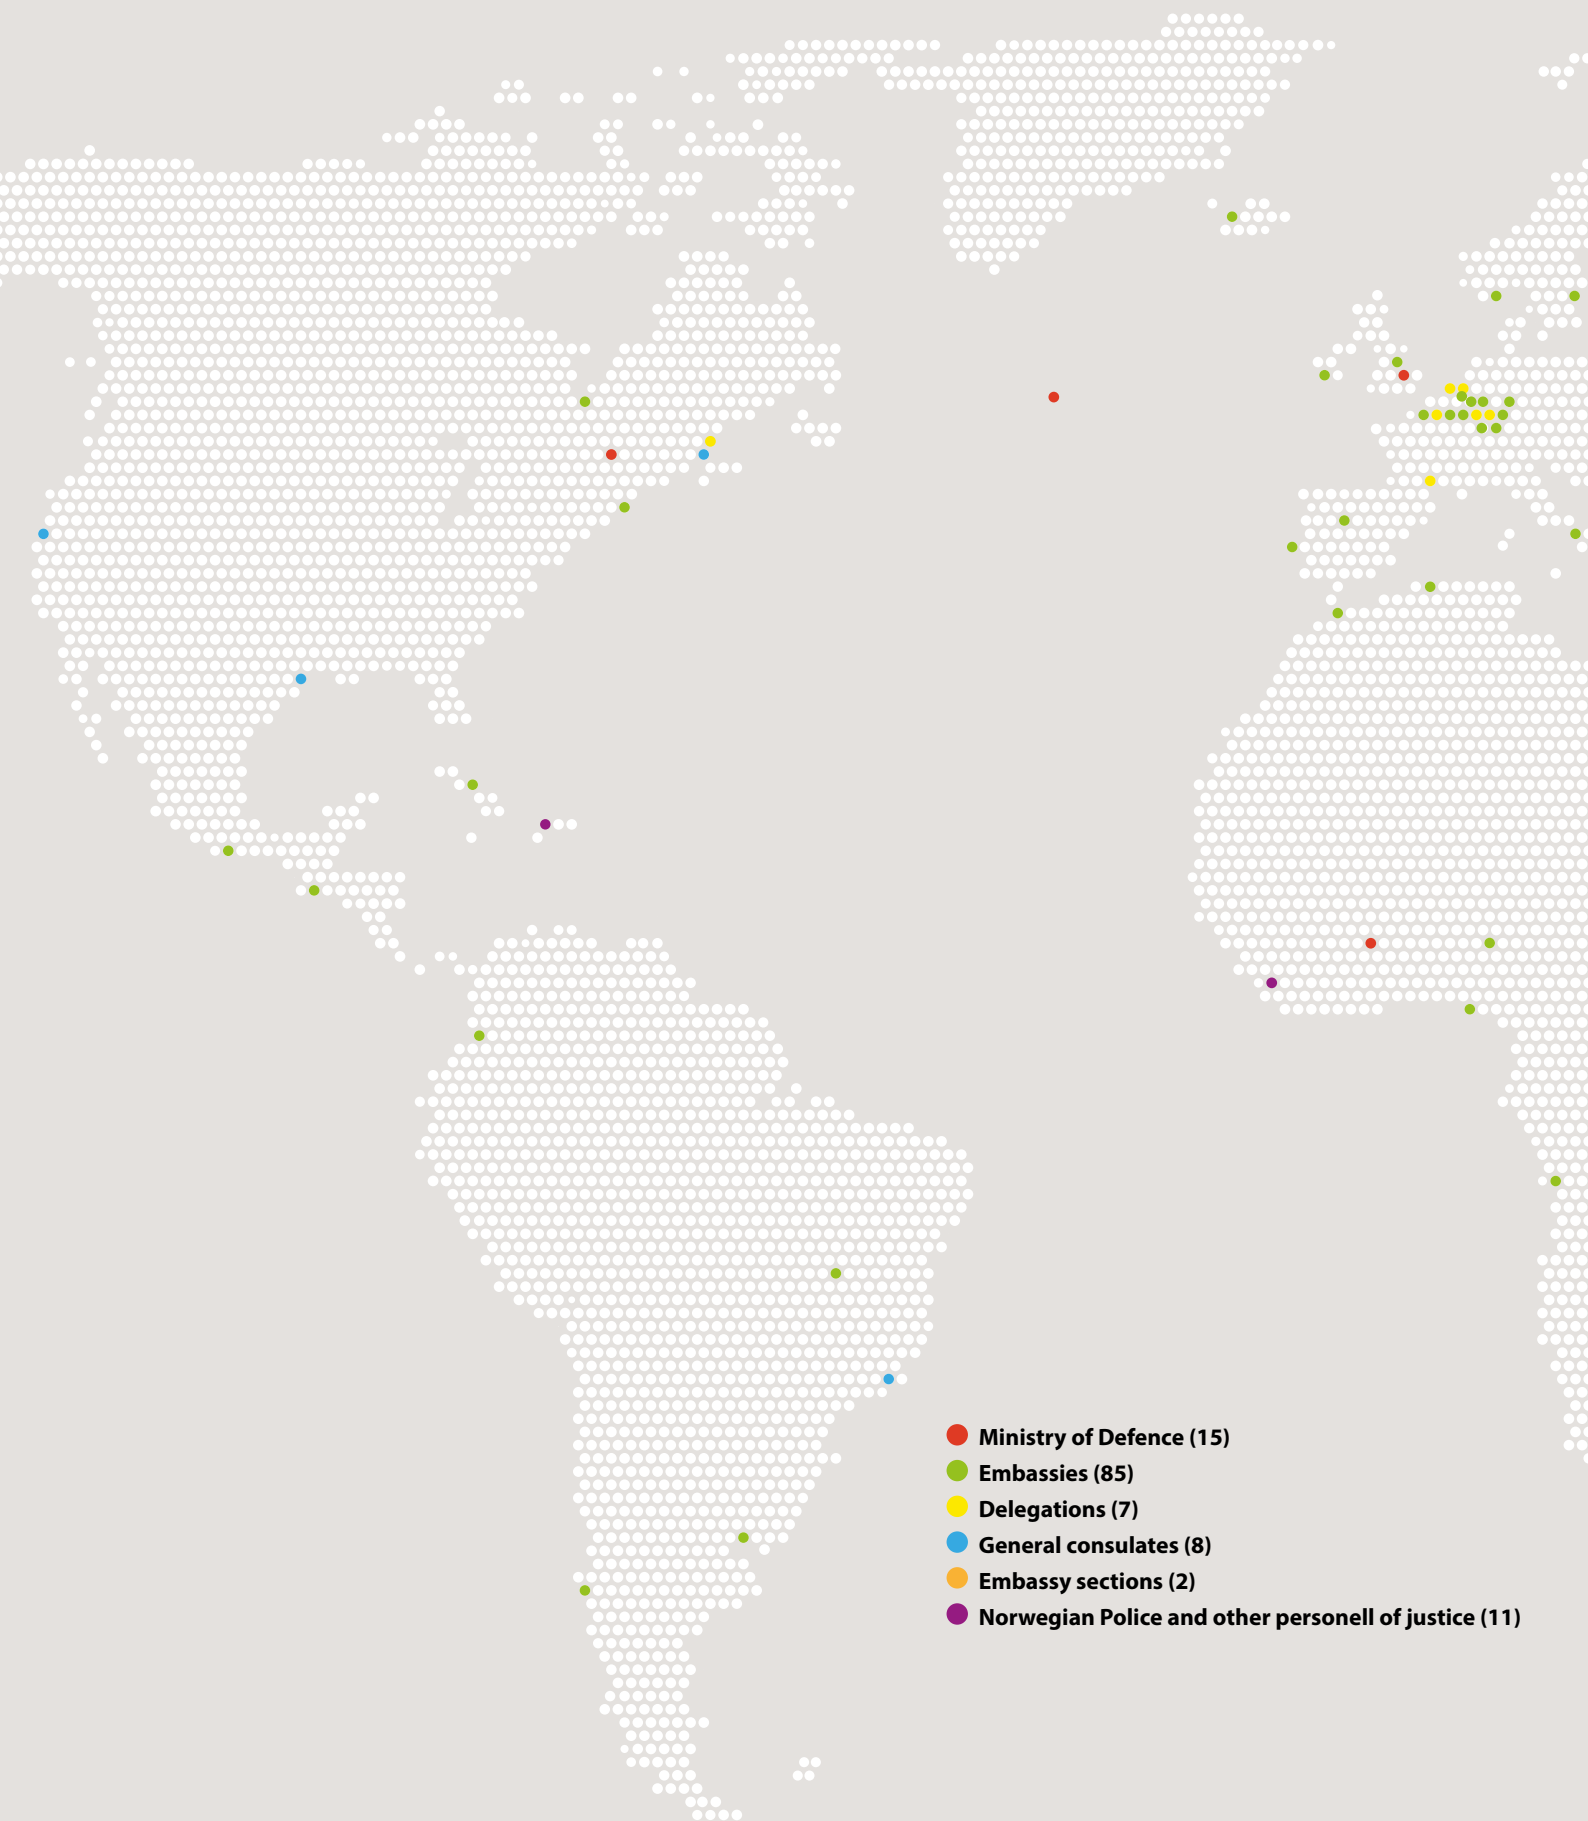 Ministry of Defence (15)
Embassies (85)
Delegations (7)
General consulates (8)
Embassy sections (2)
Norwegian Police and other personell of justice (11)